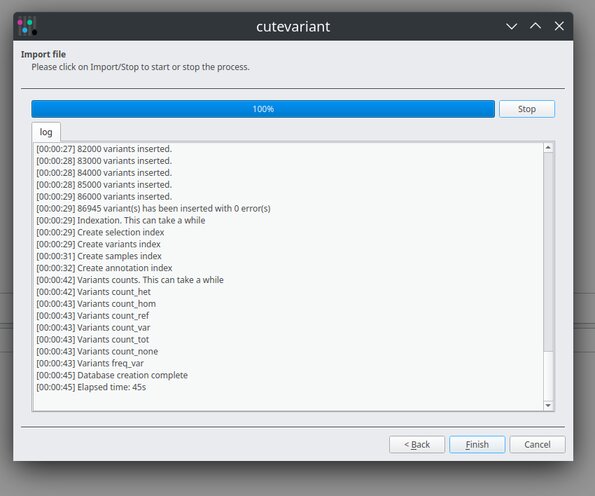 cutevariant
Import file
Please click on Import/Stop to start or stop the process.
100%
Stop
log
[00:00:27] 82000 variants inserted.
[00:00:28] 83000 variants inserted.
[00:00:28] 84000 variants inserted.
[00:00:28] 85000 variants inserted.
[00:00:29] 86000 variants inserted.
[00:00:29] 86945 variant(s) has been inserted with 0 error(s)
[00:00:29] Indexation. This can take a while
[00:00:29] Create selection index
[00:00:29] Create variants index
[00:00:31] Create samples index
[00:00:32] Create annotation index
[00:00:42] Variants counts. This can take a while
[00:00:42] Variants count_het
[00:00:43] Variants count_hom
[00:00:43] Variants count_ref
[00:00:43] Variants count_var
[00:00:43] Variants count_tot
[00:00:43] Variants count_none
[00:00:43] Variants freq_var
[00:00:45] Database creation complete
[00:00:45] Elapsed time: 45s
< Back
Finish
Cancel